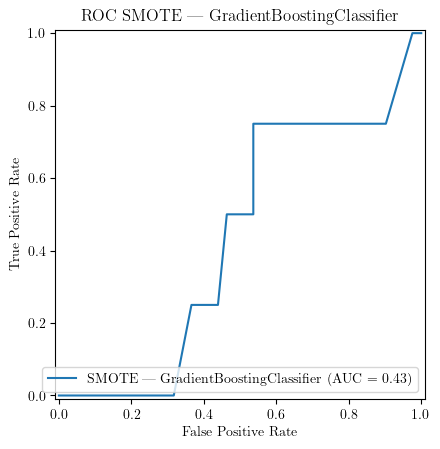 ROC SMOTE — GradientBoostingClassifier
1.0
0.8
0.6
0.4
0.2
0.0
True Positive Rate
SMOTE — GradientBoostingClassifier (AUC = 0.43)
0.0 0.2 0.4 0.6 0.8 1.0
False Positive Rate